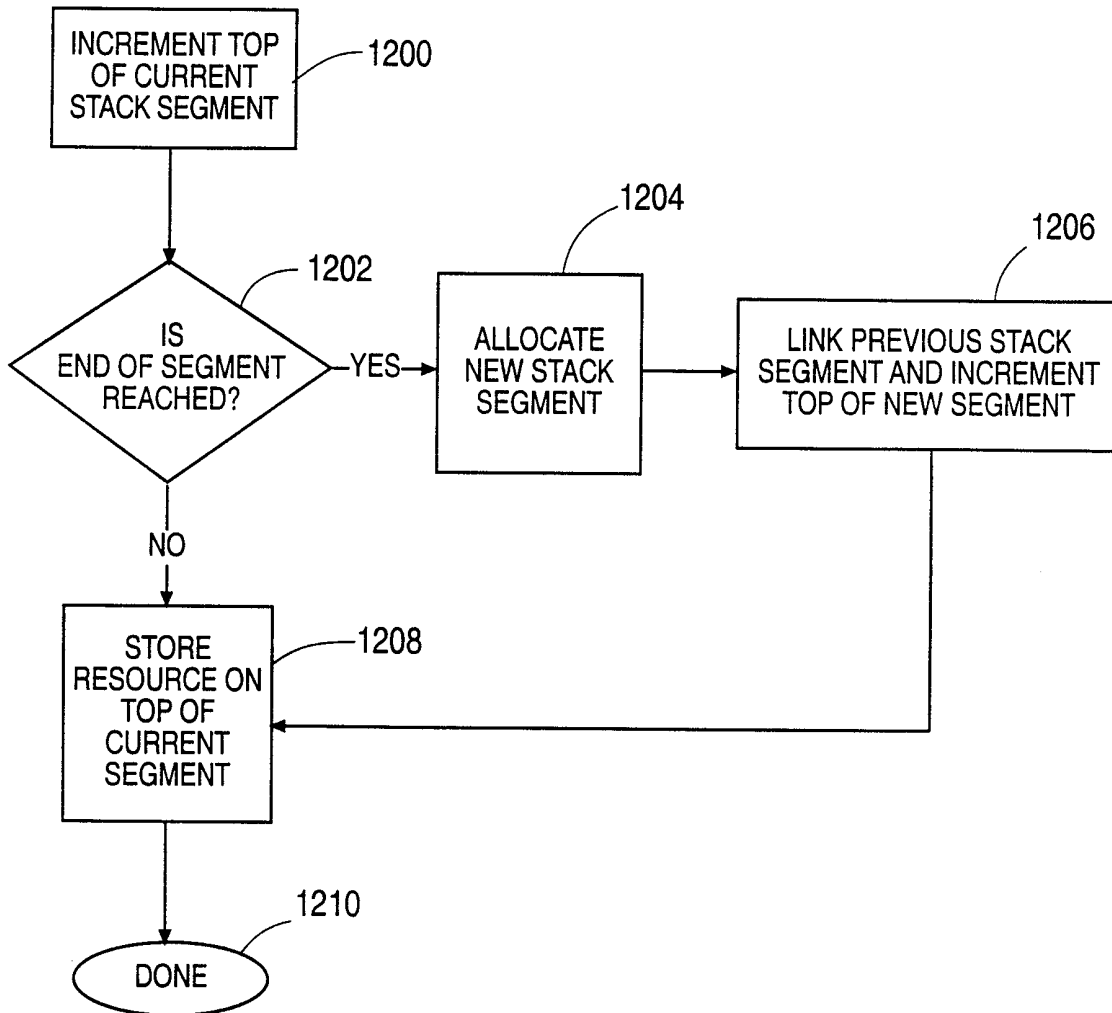 INCREMENT TOP
OF CURRENT
STACK SEGMENT
1200
1202
IS
END OF SEGMENT
REACHED?
YES
1204
ALLOCATE
NEW STACK
SEGMENT
1206
LINK PREVIOUS STACK
SEGMENT AND INCREMENT
TOP OF NEW SEGMENT
NO
STORE
RESOURCE ON
TOP OF
CURRENT
SEGMENT
1208
1210
DONE